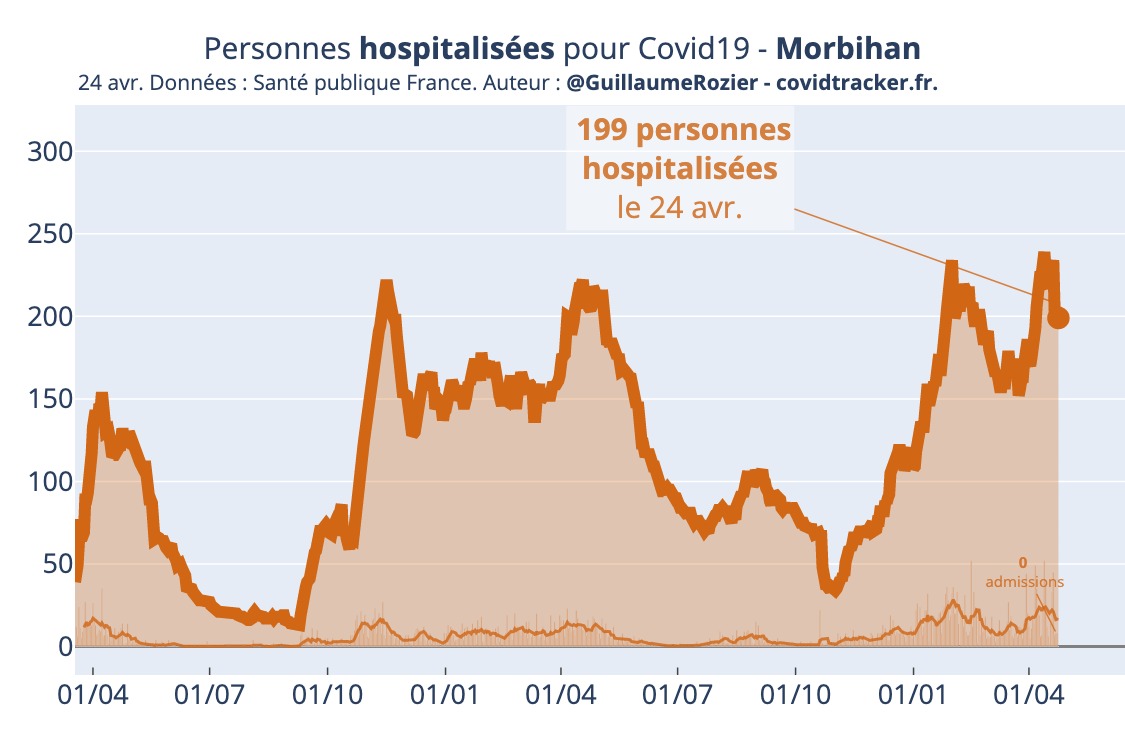 Personnes hospitalisées pour Covid19 - Morbihan
24 avr. Données : Santé publique France. Auteur : @GuillaumeRozier - covidtracker.fr.
199 personnes
hospitalisées
le 24 avr.
300
250
200
150
100
50
0
0
admissions
01/04
01/07
01/10
01/01
01/04
01/07
01/10
01/01
01/04